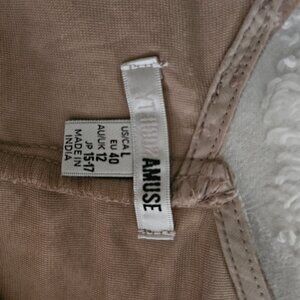 AMUSE
US/CA L
EU 40
AU/UK 12
JP 15-17
MADE IN
INDIA